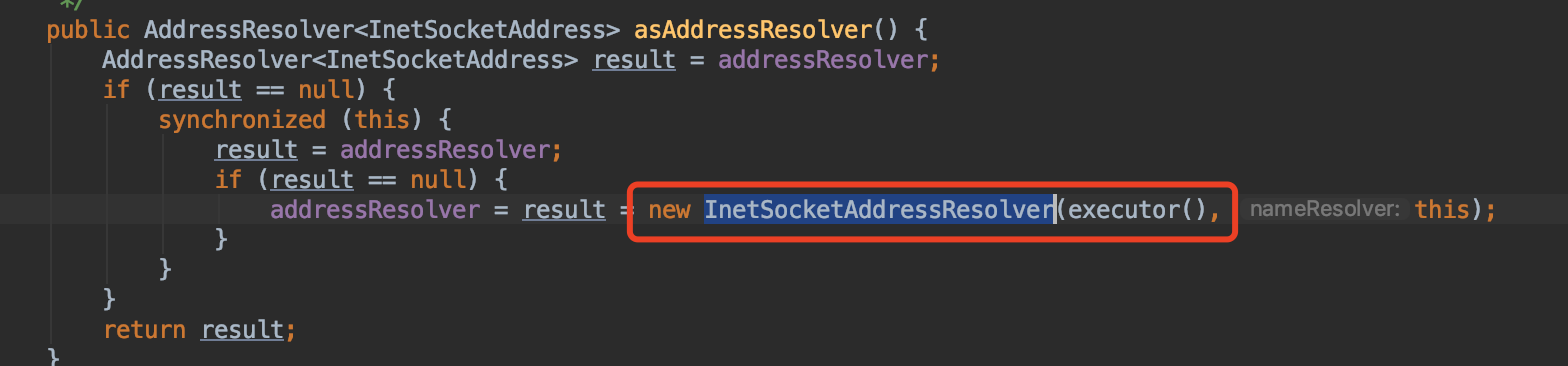 */
public AddressResolver<InetSocketAddress> asAddressResolver() {
    AddressResolver<InetSocketAddress> result = addressResolver;
    if (result == null) {
        synchronized (this) {
            result = addressResolver;
            if (result == null) {
                addressResolver = result = new InetSocketAddressResolver(executor(), nameResolver: this);
            }
        }
    }
    return result;
}